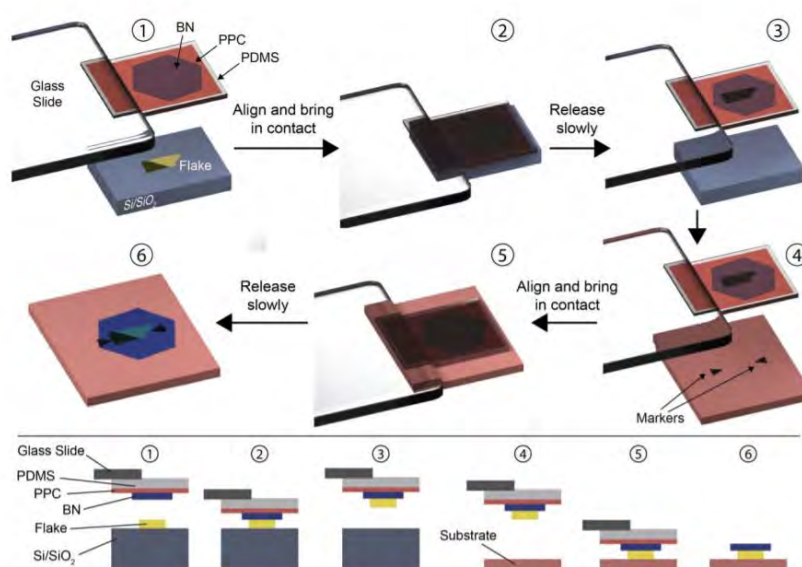 ①
BN
PPC
PDMS
Glass
Slide
Flake
Si/SiO₂
Align and bring
in contact
②
Release
slowly
③
④
Markers
Align and bring
in contact
⑤
Release
slowly
⑥
Glass Slide
PDMS
PPC
BN
Flake
Si/SiO₂
①
②
③
④
⑤
⑥
Substrate